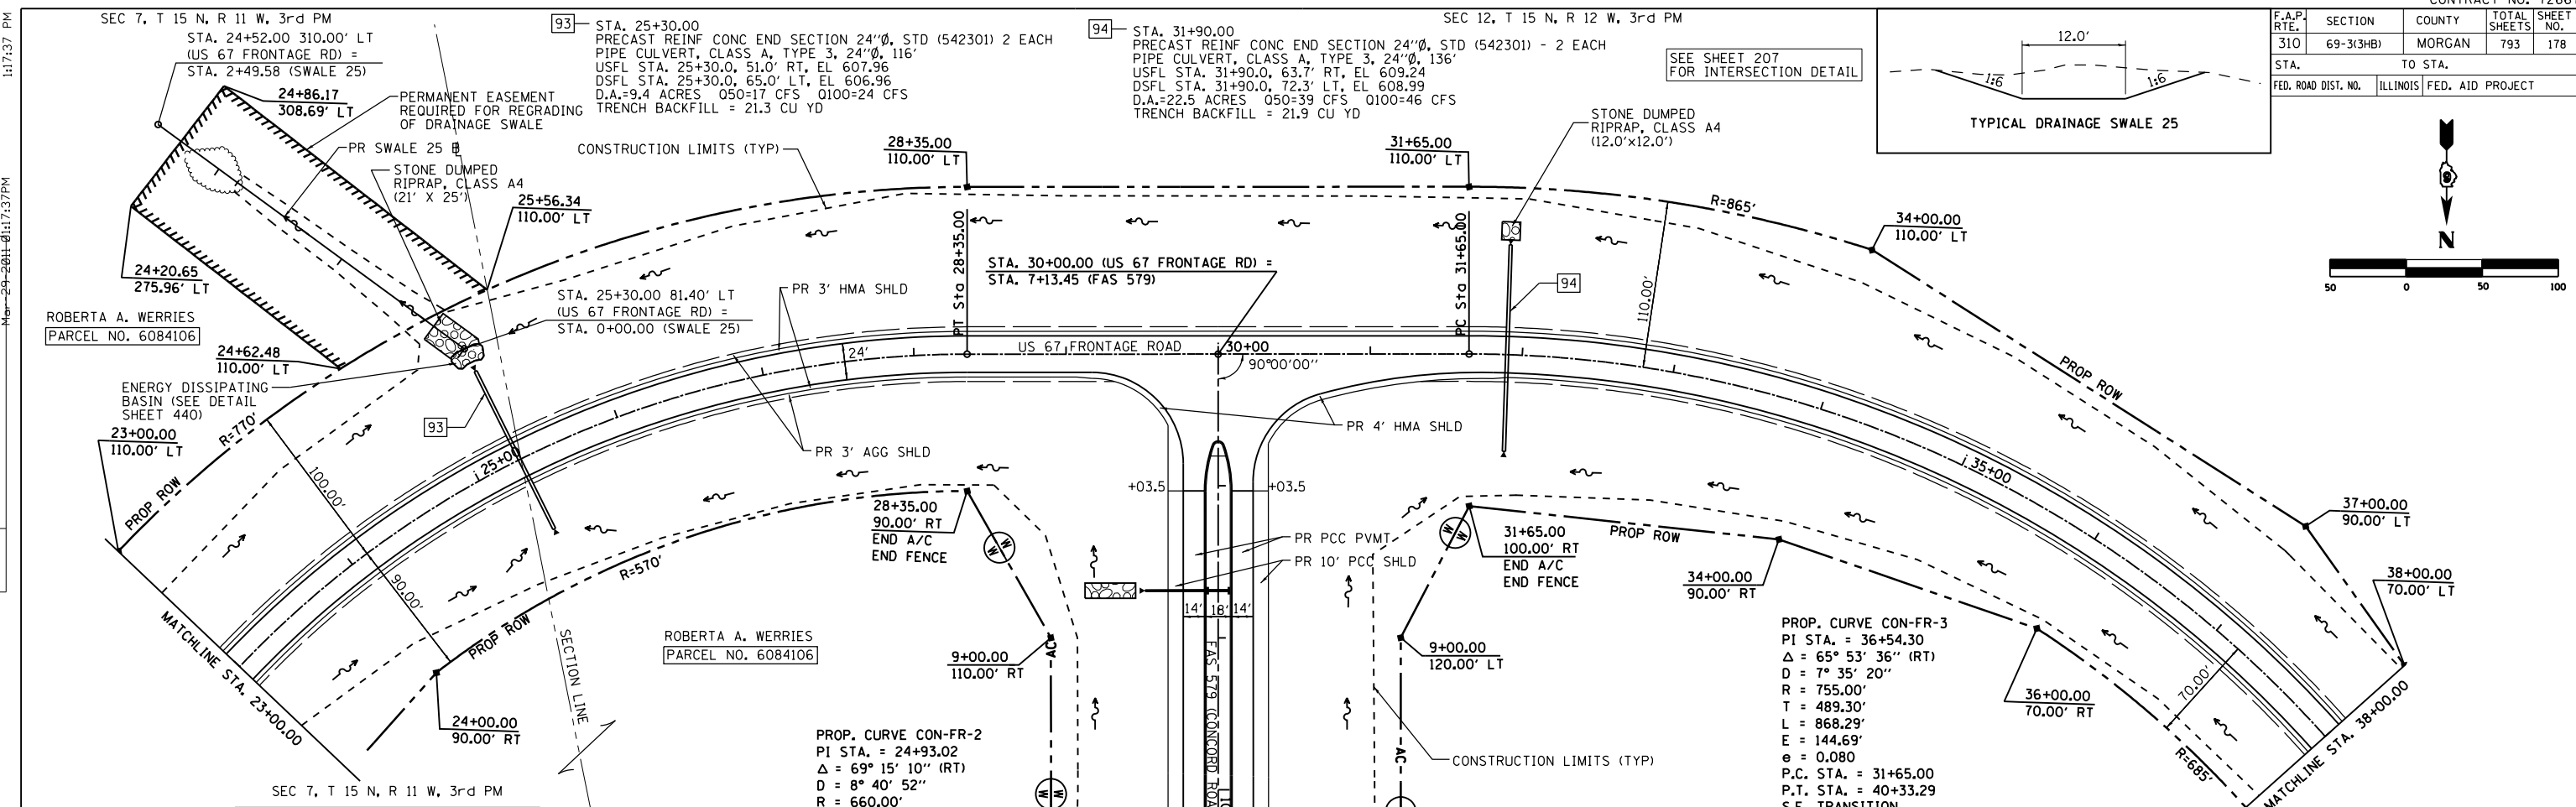 1:17:37 PM
Mar-29-2011 01:17:37PM
SEC 7, T 15 N, R 11 W, 3rd PM
STA. 24+52.00 310.00' LT
(US 67 FRONTAGE RD) =
STA. 2+49.58 (SWALE 25)
24+86.17
308.69' LT
PERMANENT EASEMENT
REQUIRED FOR REGRADING
OF DRAINAGE SWALE
PR SWALE 25 B
STONE DUMPED
RIPRAP, CLASS A4
(21' X 25')
25+56.34
110.00' LT
93
STA. 25+30.00
PRECAST REINF CONC END SECTION 24"Ø, STD (542301) 2 EACH
PIPE CULVERT, CLASS A, TYPE 3, 24"Ø, 116'
USFL STA. 25+30.0, 51.0' RT, EL 607.96
DSFL STA. 25+30.0, 65.0' LT, EL 606.96
D.A.=9.4 ACRES Q50=17 CFS Q100=24 CFS
TRENCH BACKFILL = 21.3 CU YD
CONSTRUCTION LIMITS (TYP)
28+35.00
110.00' LT
94
STA. 31+90.00
PRECAST REINF CONC END SECTION 24"Ø, STD (542301) - 2 EACH
PIPE CULVERT, CLASS A, TYPE 3, 24"Ø, 136'
USFL STA. 31+90.0, 63.7' RT, EL 609.24
DSFL STA. 31+90.0, 72.3' LT, EL 608.99
D.A.=22.5 ACRES Q50=39 CFS Q100=46 CFS
TRENCH BACKFILL = 21.9 CU YD
31+65.00
110.00' LT
SEC 12, T 15 N, R 12 W, 3rd PM
SEE SHEET 207
FOR INTERSECTION DETAIL
STONE DUMPED
RIPRAP, CLASS A4
(12.0'x12.0')
12.0'
1:6
1:6
TYPICAL DRAINAGE SWALE 25
F.A.P. RTE.
SECTION
COUNTY
TOTAL SHEETS
SHEET NO.
310
69-3(3HB)
MORGAN
793
178
STA.
TO STA.
FED. ROAD DIST. NO.
ILLINOIS
FED. AID PROJECT
N
50
0
50
100
24+20.65
275.96' LT
ROBERTA A. WERRIES
PARCEL NO. 6084106
24+62.48
110.00' LT
ENERGY DISSIPATING
BASIN (SEE DETAIL
SHEET 440)
23+00.00
110.00' LT
R=770'
PROP ROW
100.00'
90.00'
93
25+00
STA. 25+30.00 81.40' LT
(US 67 FRONTAGE RD) =
STA. 0+00.00 (SWALE 25)
PR 3' HMA SHLD
24'
PR 3' AGG SHLD
PT Sta 28+35.00
STA. 30+00.00 (US 67 FRONTAGE RD) =
STA. 7+13.45 (FAS 579)
US 67 FRONTAGE ROAD
30+00
90°00'00"
PC Sta 31+65.00
94
110.00'
R=865'
34+00.00
110.00' LT
PROP ROW
PR 4' HMA SHLD
35+00
37+00.00
90.00' LT
38+00.00
70.00' LT
+03.5
+03.5
28+35.00
90.00' RT
END A/C
END FENCE
W W
R=570'
PROP ROW
MATCHLINE STA. 23+00.00
24+00.00
90.00' RT
SECTION LINE
ROBERTA A. WERRIES
PARCEL NO. 6084106
9+00.00
110.00' RT
AC
PR PCC PVMT
PR 10' PCC SHLD
14' 18' 14'
W W
31+65.00
100.00' RT
END A/C
END FENCE
PROP ROW
34+00.00
90.00' RT
9+00.00
120.00' LT
AC
CONSTRUCTION LIMITS (TYP)
36+00.00
70.00' RT
70.00'
R=685'
MATCHLINE STA. 38+00.00
SEC 7, T 15 N, R 11 W, 3rd PM
PROP. CURVE CON-FR-2
PI STA. = 24+93.02
Δ = 69° 15' 10" (RT)
D = 8° 40' 52"
R = 660.00'
W W
PROP. CURVE CON-FR-3
PI STA. = 36+54.30
Δ = 65° 53' 36" (RT)
D = 7° 35' 20"
R = 755.00'
T = 489.30'
L = 868.29'
E = 144.69'
e = 0.080
P.C. STA. = 31+65.00
P.T. STA. = 40+33.29
S.E. TRANSITION